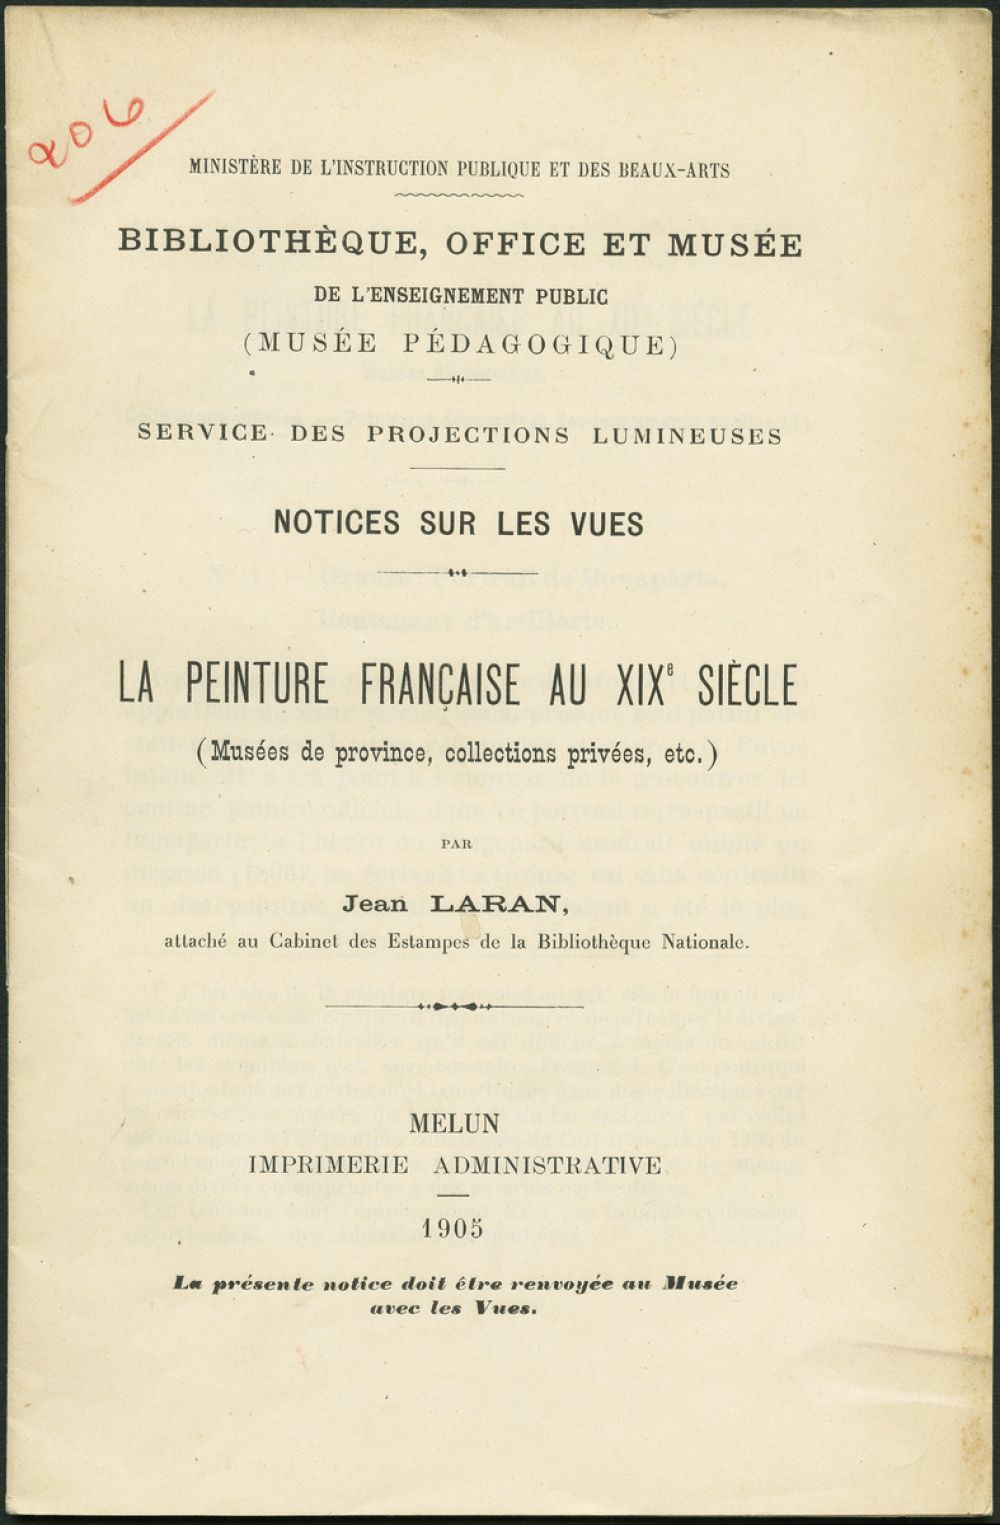 206
MINISTÈRE DE L'INSTRUCTION PUBLIQUE ET DES BEAUX-ARTS
BIBLIOTHÈQUE, OFFICE ET MUSÉE
DE L'ENSEIGNEMENT PUBLIC
(MUSÉE PÉDAGOGIQUE)
SERVICE DES PROJECTIONS LUMINEUSES
NOTICES SUR LES VUES
LA PEINTURE FRANÇAISE AU XIXe SIÈCLE
(Musées de province, collections privées, etc.)
PAR
Jean LARAN,
attaché au Cabinet des Estampes de la Bibliothèque Nationale.
MELUN
IMPRIMERIE ADMINISTRATIVE
1905
La présente notice doit être renvoyée au Musée
avec les Vues.